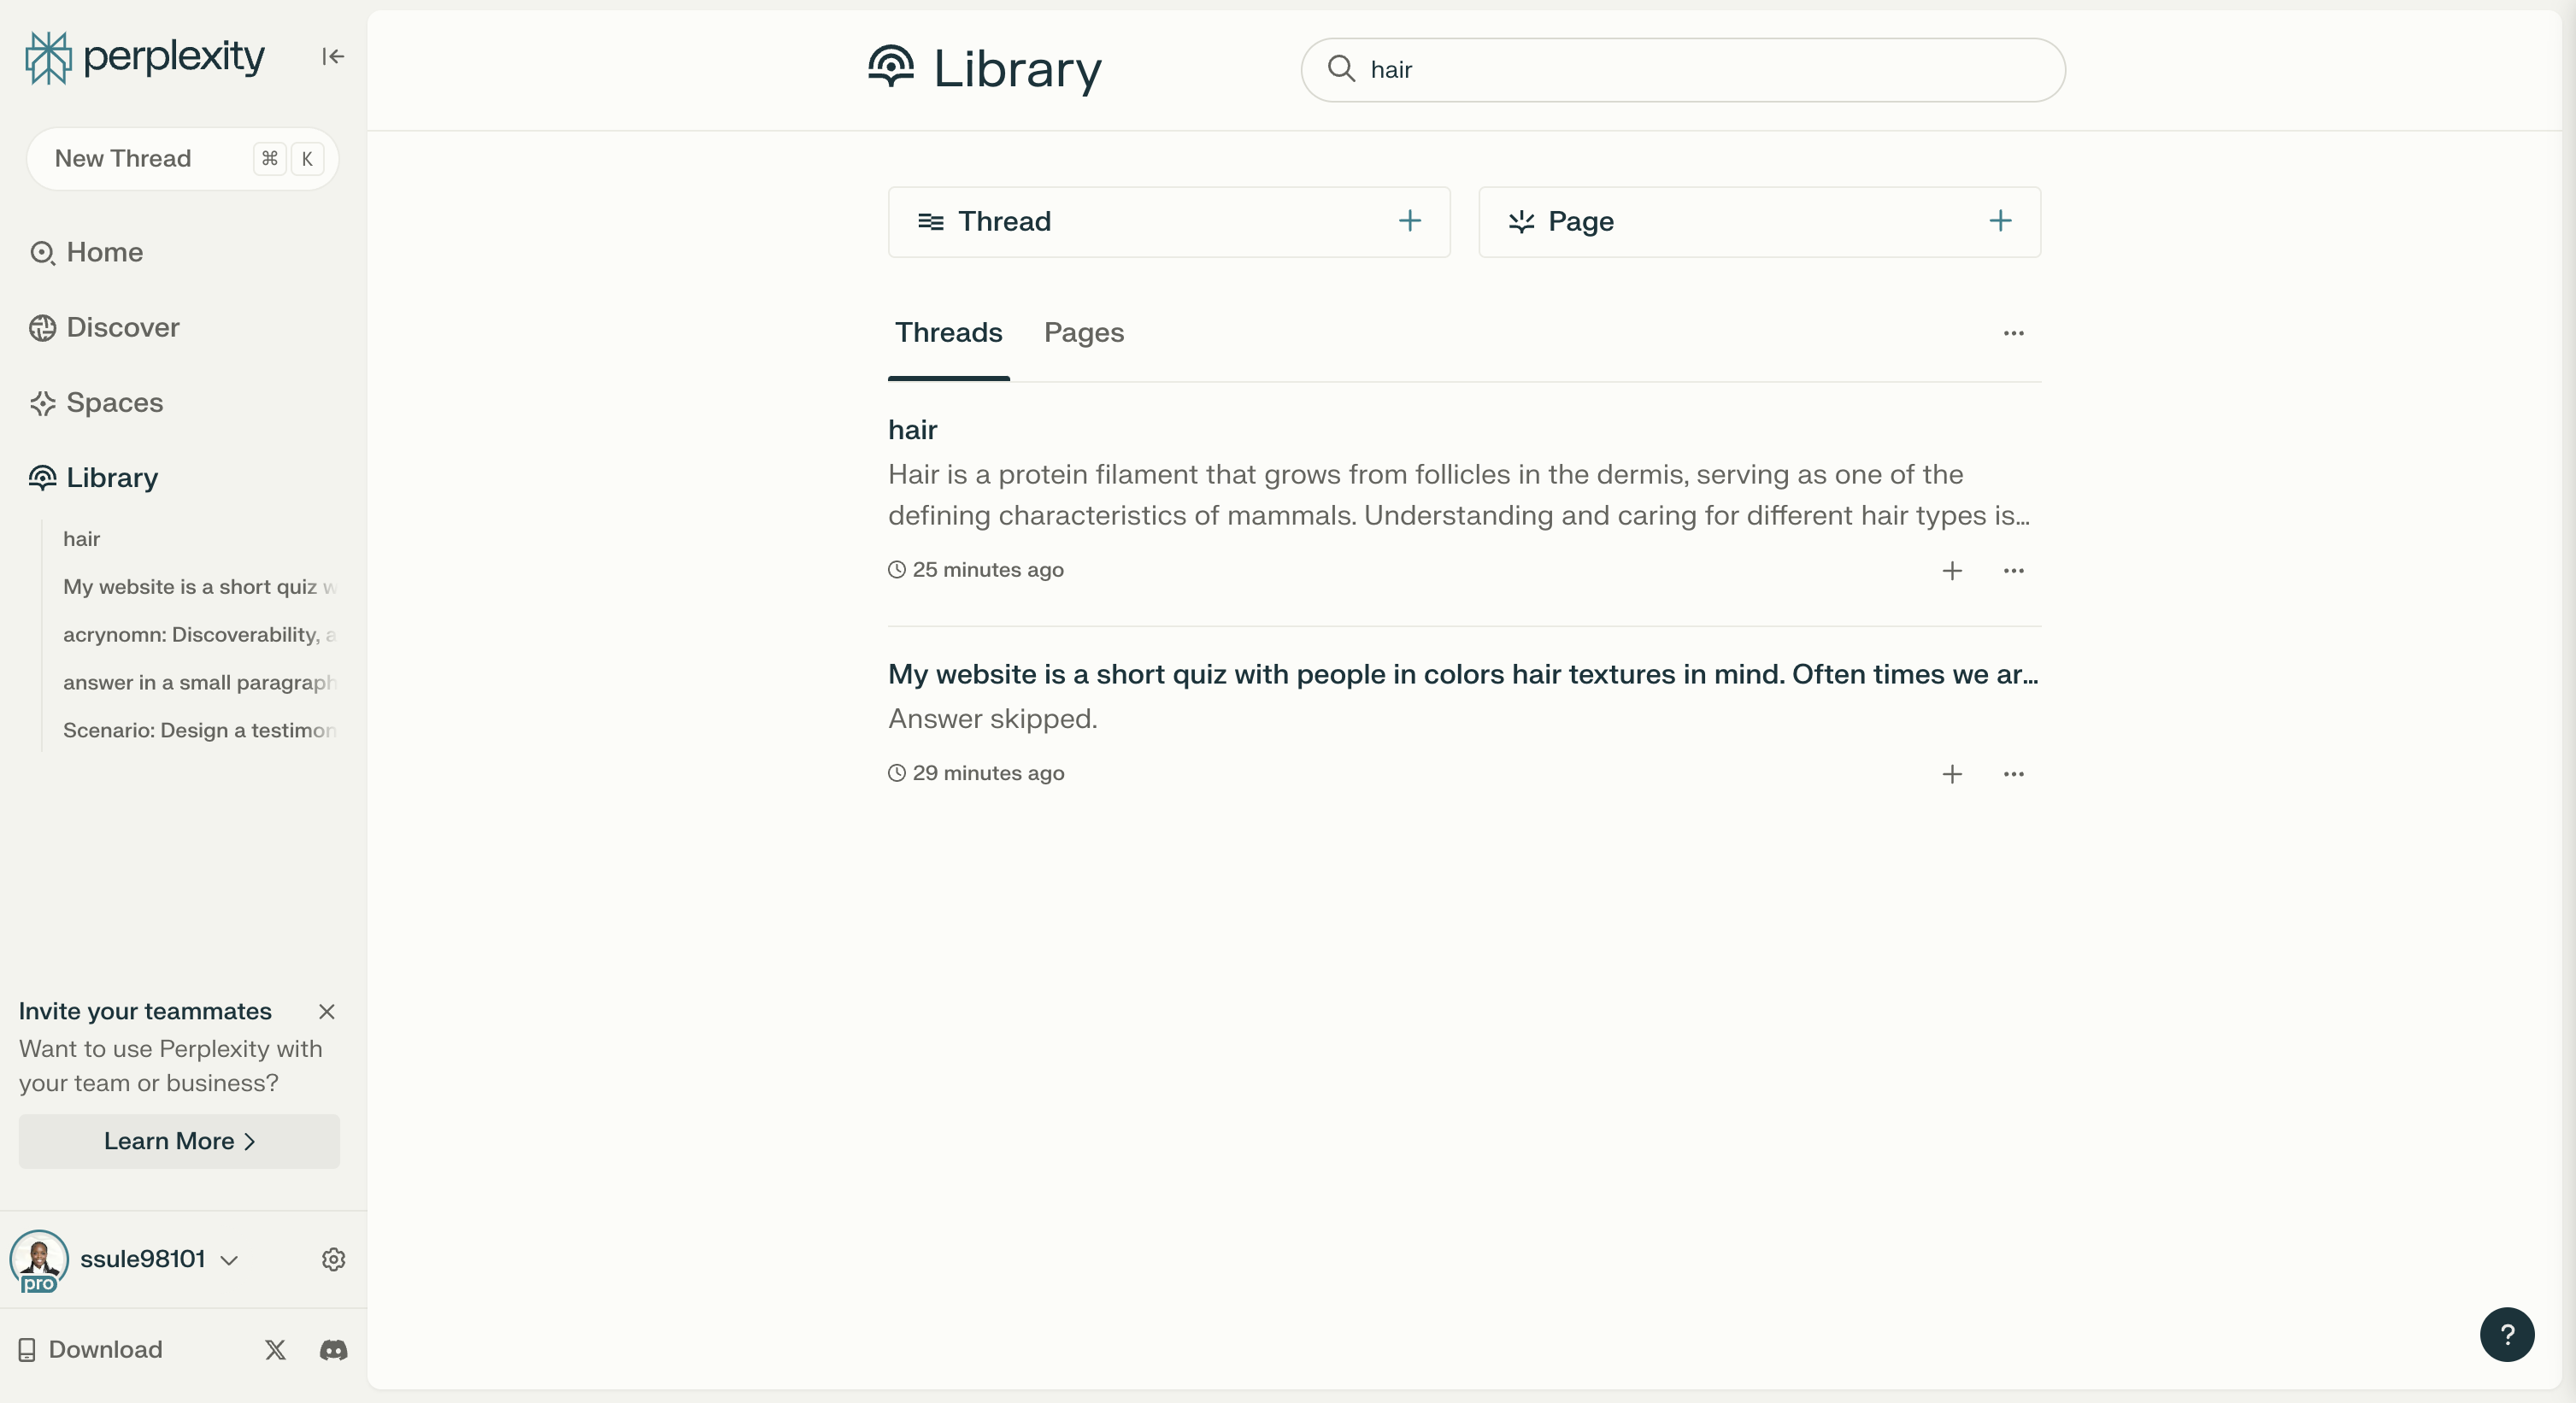 perplexity
New Thread ⌘ K
Home
Discover
Spaces
Library
hair
My website is a short quiz w
acrynomn: Discoverability, a
answer in a small paragraph
Scenario: Design a testimon
Invite your teammates
Want to use Perplexity with
your team or business?
Learn More
pro
ssule98101
Download
Library
hair
Thread
Page
Threads Pages
hair
Hair is a protein filament that grows from follicles in the dermis, serving as one of the
defining characteristics of mammals. Understanding and caring for different hair types is...
25 minutes ago
My website is a short quiz with people in colors hair textures in mind. Often times we ar...
Answer skipped.
29 minutes ago
?